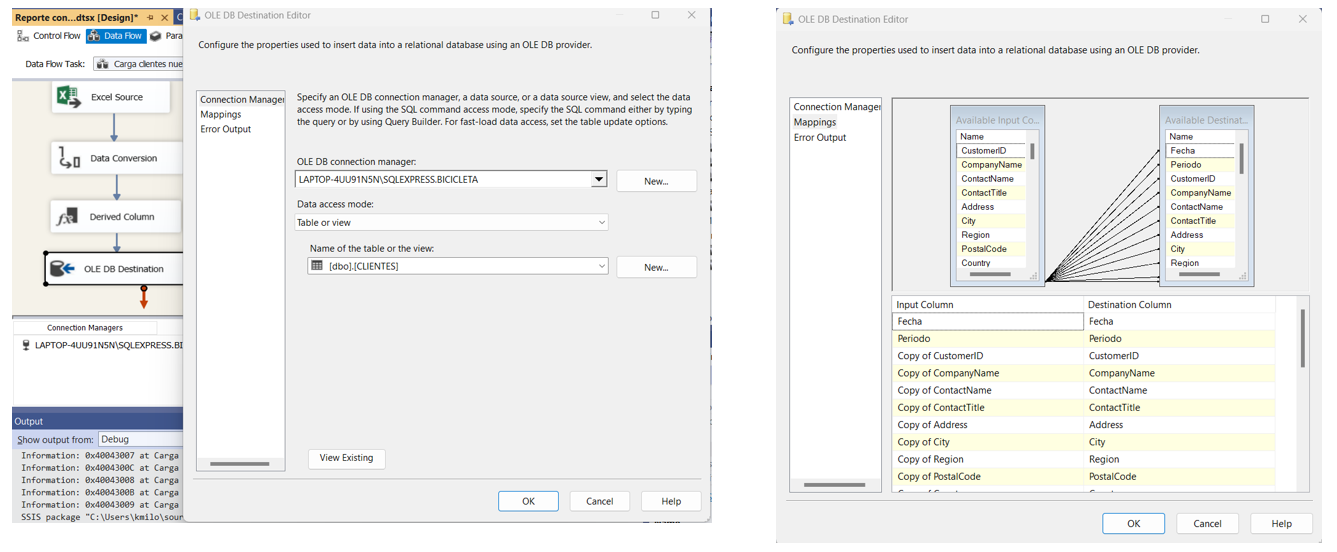 Reporte con...dtsx [Design]*
Control Flow
Data Flow
Para
Data Flow Task:
Carga clentes nue
Excel Source
Data Conversion
Derived Column
OLE DB Destination
Connection Managers
LAPTOP-4UU91N5N\SQLEXPRESS.BI
Output
Show output from:
Debug
Information: 0x40043007 at Carga
Information: 0x4004300C at Carga
Information: 0x40043008 at Carga
Information: 0x4004300B at Carga
Information: 0x40043009 at Carga
SSIS package "C:\Users\kmilo\sour
OLE DB Destination Editor
Configure the properties used to insert data into a relational database using an OLE DB provider.
Connection Manager
Mappings
Error Output
Specify an OLE DB connection manager, a data source, or a data source view, and select the data
access mode. If using the SQL command access mode, specify the SQL command either by typing
the query or by using Query Builder. For fast-load data access, set the table update options.
OLE DB connection manager:
LAPTOP-4UU91N5N\SQLEXPRESS.BICICLETA
New...
Data access mode:
Table or view
Name of the table or the view:
[dbo].[CLIENTES]
New...
View Existing
OK
Cancel
Help
OLE DB Destination Editor
Configure the properties used to insert data into a relational database using an OLE DB provider.
Connection Manager
Mappings
Error Output
Available Input Co...
Name
CustomerID
CompanyName
ContactName
ContactTitle
Address
City
Region
PostalCode
Country
Available Destinat...
Name
Fecha
Periodo
CustomerID
CompanyName
ContactName
ContactTitle
Address
City
Region
Input Column Destination Column
Fecha Fecha
Periodo Periodo
Copy of CustomerID CustomerID
Copy of CompanyName CompanyName
Copy of ContactName ContactName
Copy of ContactTitle ContactTitle
Copy of Address Address
Copy of City City
Copy of Region Region
Copy of PostalCode PostalCode
OK
Cancel
Help